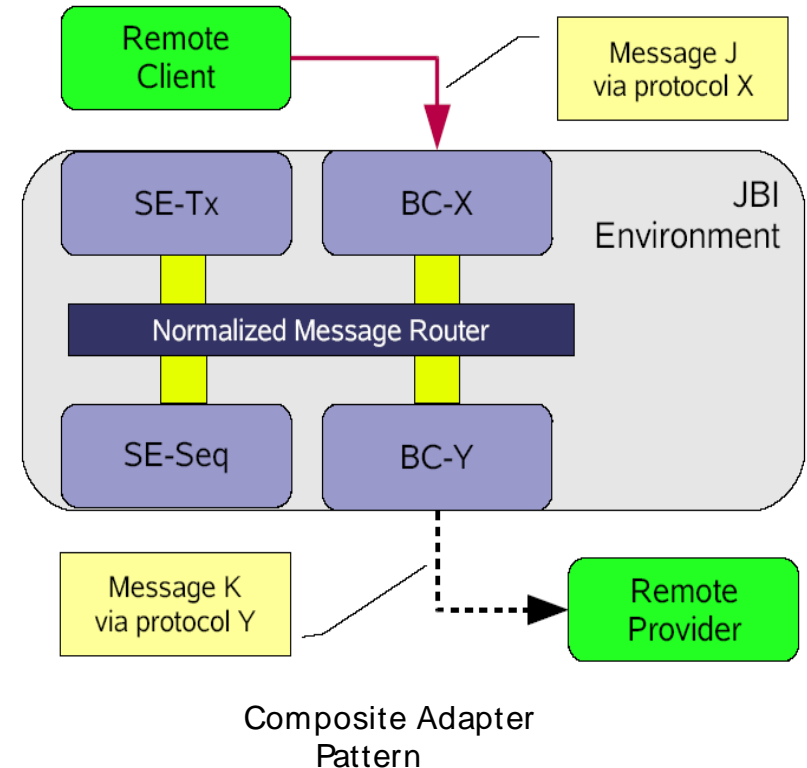 Remote
Client
Message J
via protocol X
SE-Tx
BC-X
JBI
Environment
Normalized Message Router
SE-Seq
BC-Y
Message K
via protocol Y
Remote
Provider
Composite Adapter
Pattern